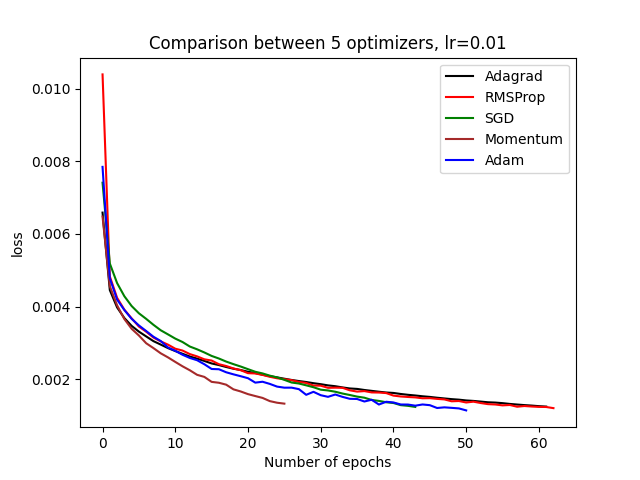 Comparison between 5 optimizers, lr=0.01
loss
0.010
0.008
0.006
0.004
0.002
Adagrad
RMSProp
SGD
Momentum
Adam
0 10 20 30 40 50 60
Number of epochs